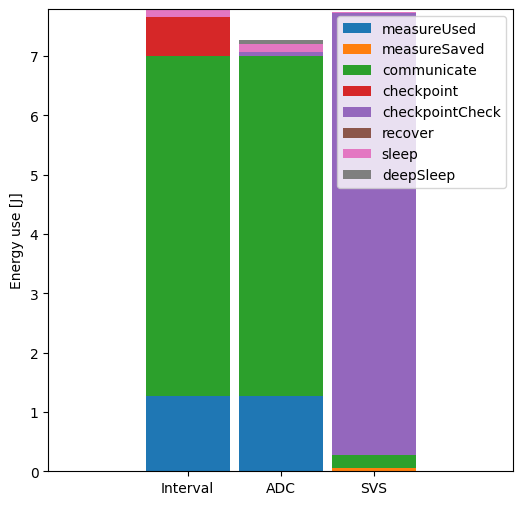 measureUsed
measureSaved
communicate
checkpoint
checkpointCheck
recover
sleep
deepSleep
Energy use [J]
7
6
5
4
3
2
1
0
Interval ADC SVS